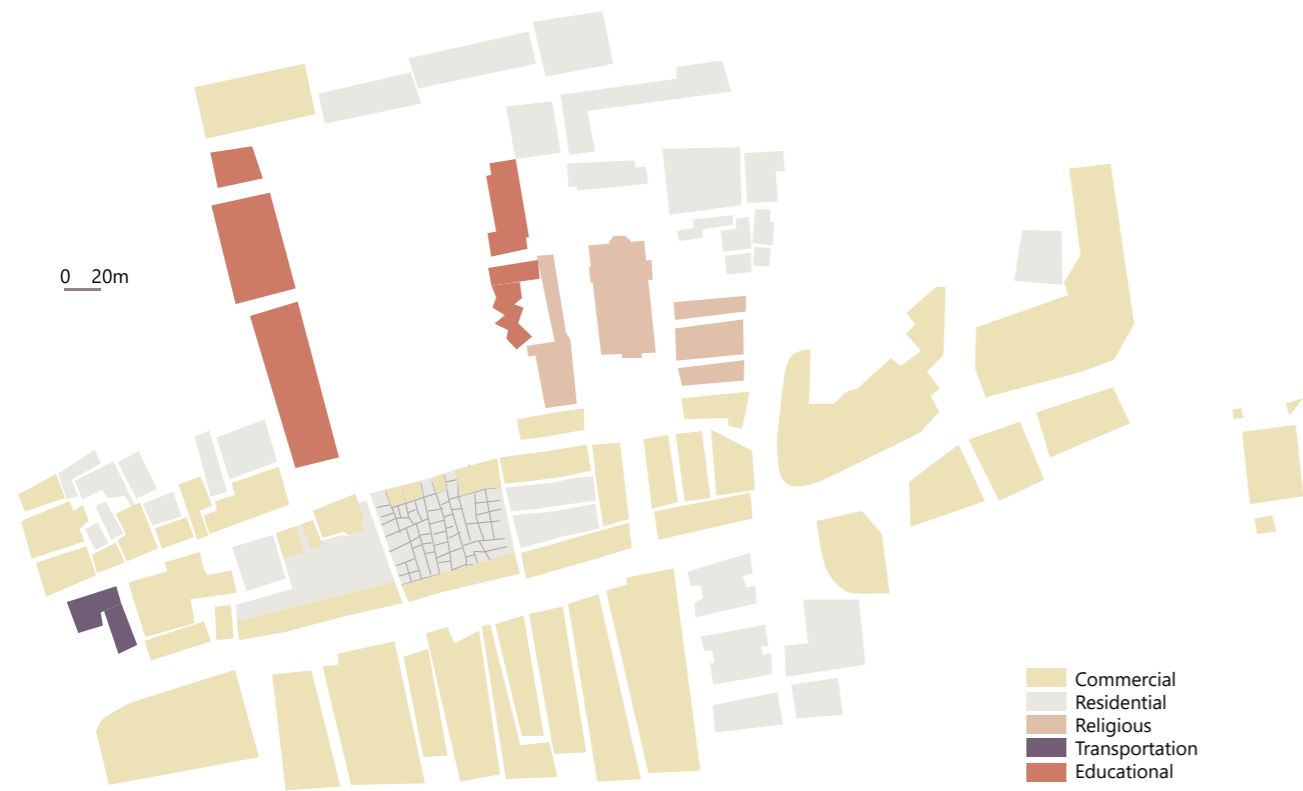 0 20m
Commercial
Residential
Religious
Transportation
Educational